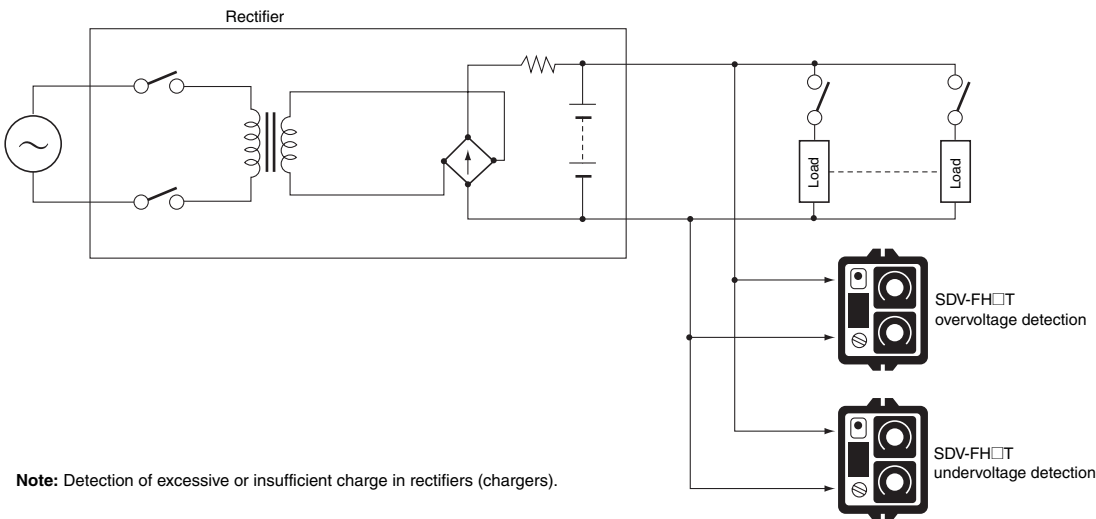 Rectifier
Load
Load
SDV-FH□T
overvoltage detection
SDV-FH□T
undervoltage detection
Note: Detection of excessive or insufficient charge in rectifiers (chargers).